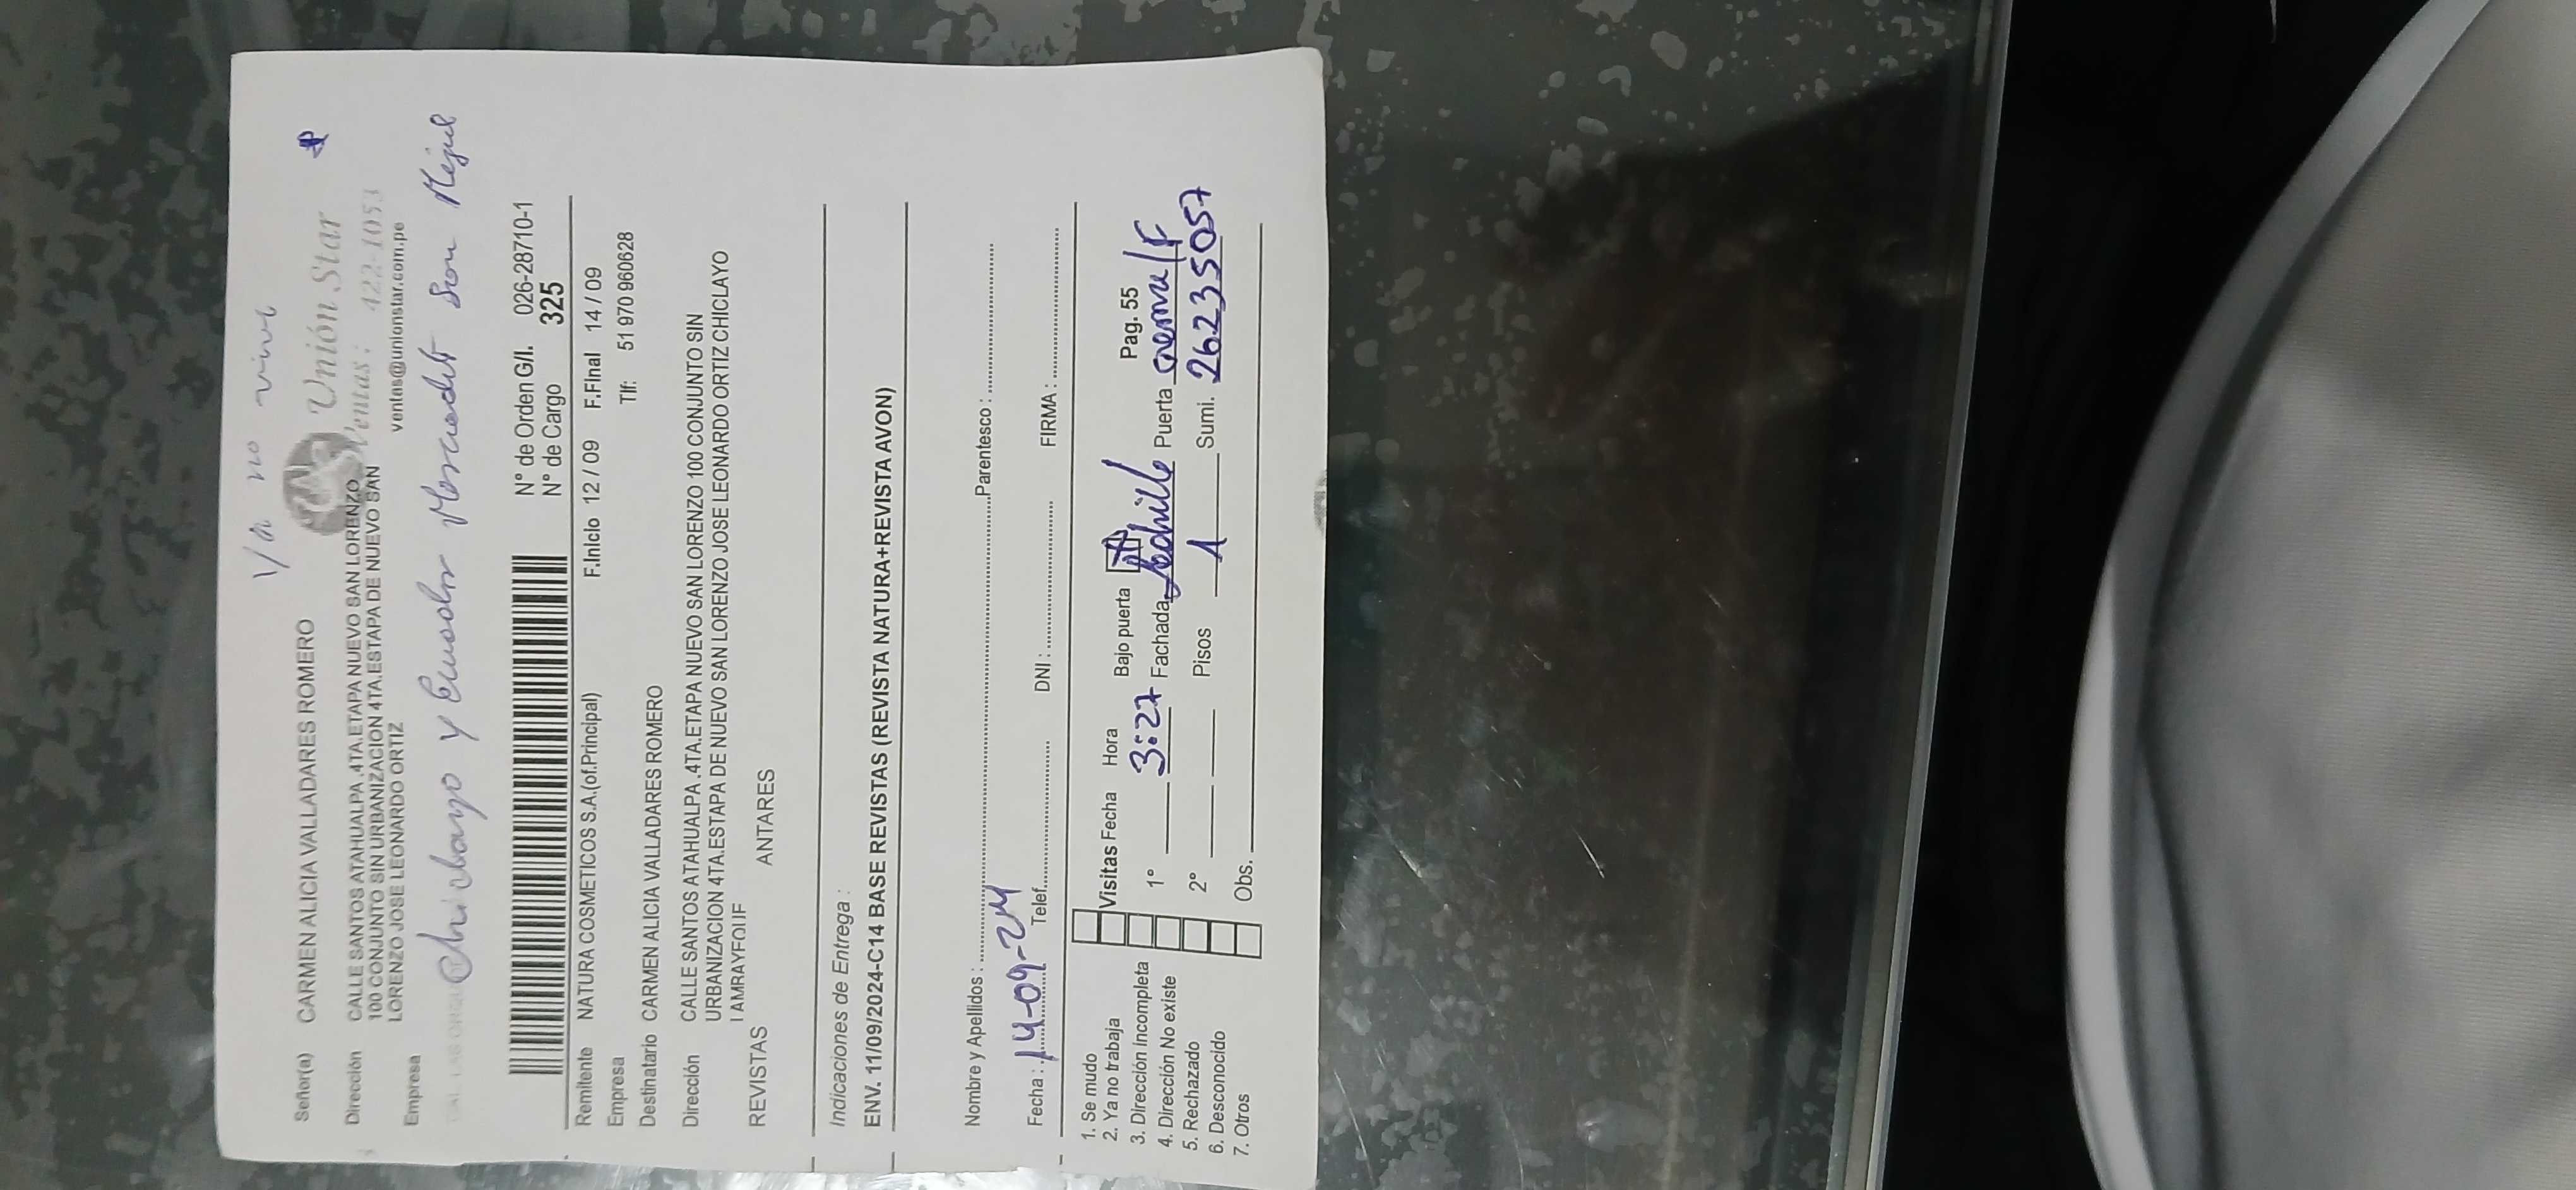 Ya no vive
Señor(a) CARMEN ALICIA VALLADARES ROMERO
Unión Star
Dirección CALLE SANTOS ATAHUALPA .4TA.ETAPA NUEVO SAN LORENZO
100 CONJUNTO SIN URBANIZACION 4TA.ESTAPA DE NUEVO SAN
LORENZO JOSE LEONARDO ORTIZ
Ventas: 422-1053
ventas@unionstar.com.pe
Empresa
Chiclayo y Ecuador Mercado San Miguel
N° de Orden G/I. 026-28710-1
N° de Cargo 325
Remitente NATURA COSMETICOS S.A.(of.Principal) F.Inicio 12 / 09 F.Final 14 / 09
Empresa Tlf: 51 970 960628
Destinatario CARMEN ALICIA VALLADARES ROMERO
Dirección CALLE SANTOS ATAHUALPA .4TA.ETAPA NUEVO SAN LORENZO 100 CONJUNTO SIN
URBANIZACION 4TA.ESTAPA DE NUEVO SAN LORENZO JOSE LEONARDO ORTIZ CHICLAYO
REVISTAS ANTARES
Indicaciones de Entrega :
ENV. 11/09/2024-C14 BASE REVISTAS (REVISTA NATURA+REVISTA AVON)
Nombre y Apellidos : Parentesco :
Fecha : 14-09-24 Telef. DNI : FIRMA :
1. Se mudo
2. Ya no trabaja
3. Dirección incompleta
4. Dirección No existe
5. Rechazado
6. Desconocido
7. Otros
Visitas Fecha Hora Bajo puerta Pag. 55
1° 3:27 Fachada Ladrillo Puerta crema/F
2° Pisos 1 Sumi. 26235057
Obs.